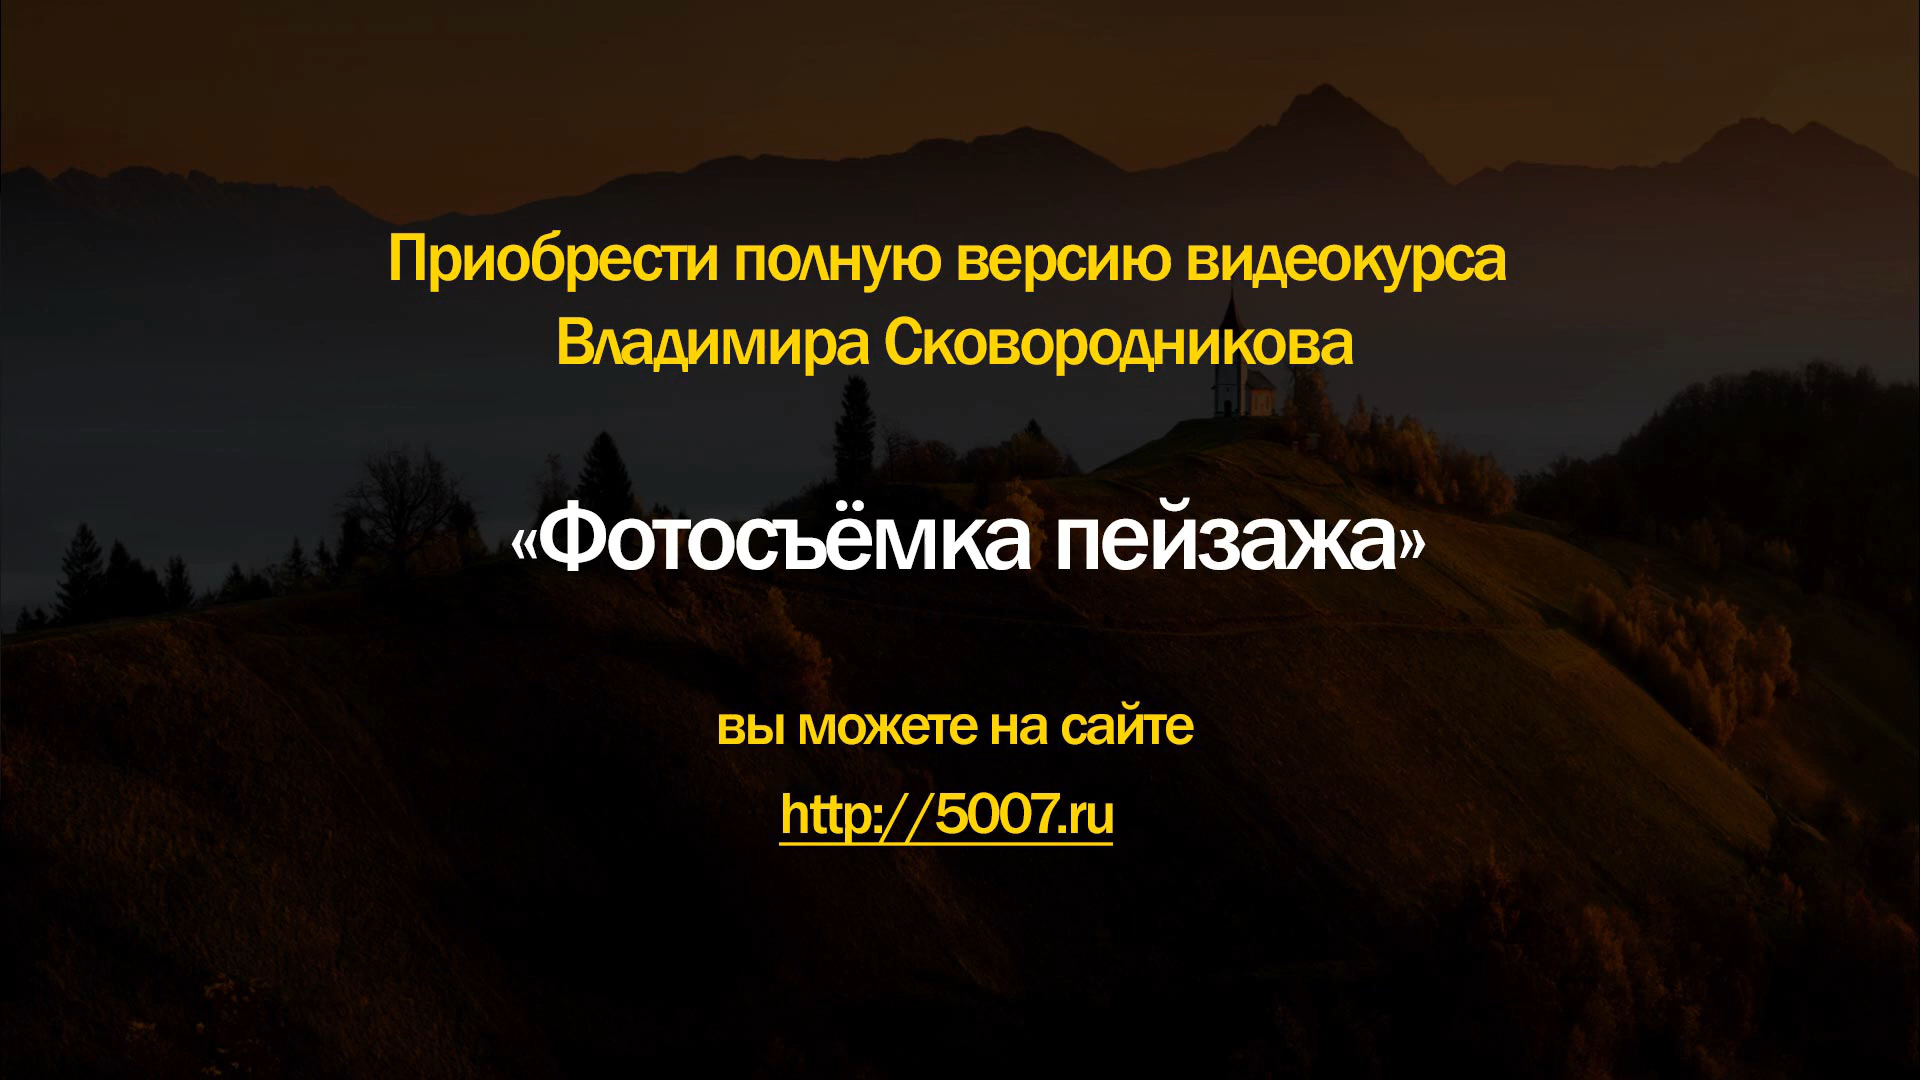 Приобрести полную версию видеокурса
Владимира Сковородникова
«Фотосъёмка пейзажа»
вы можете на сайте
http://5007.ru